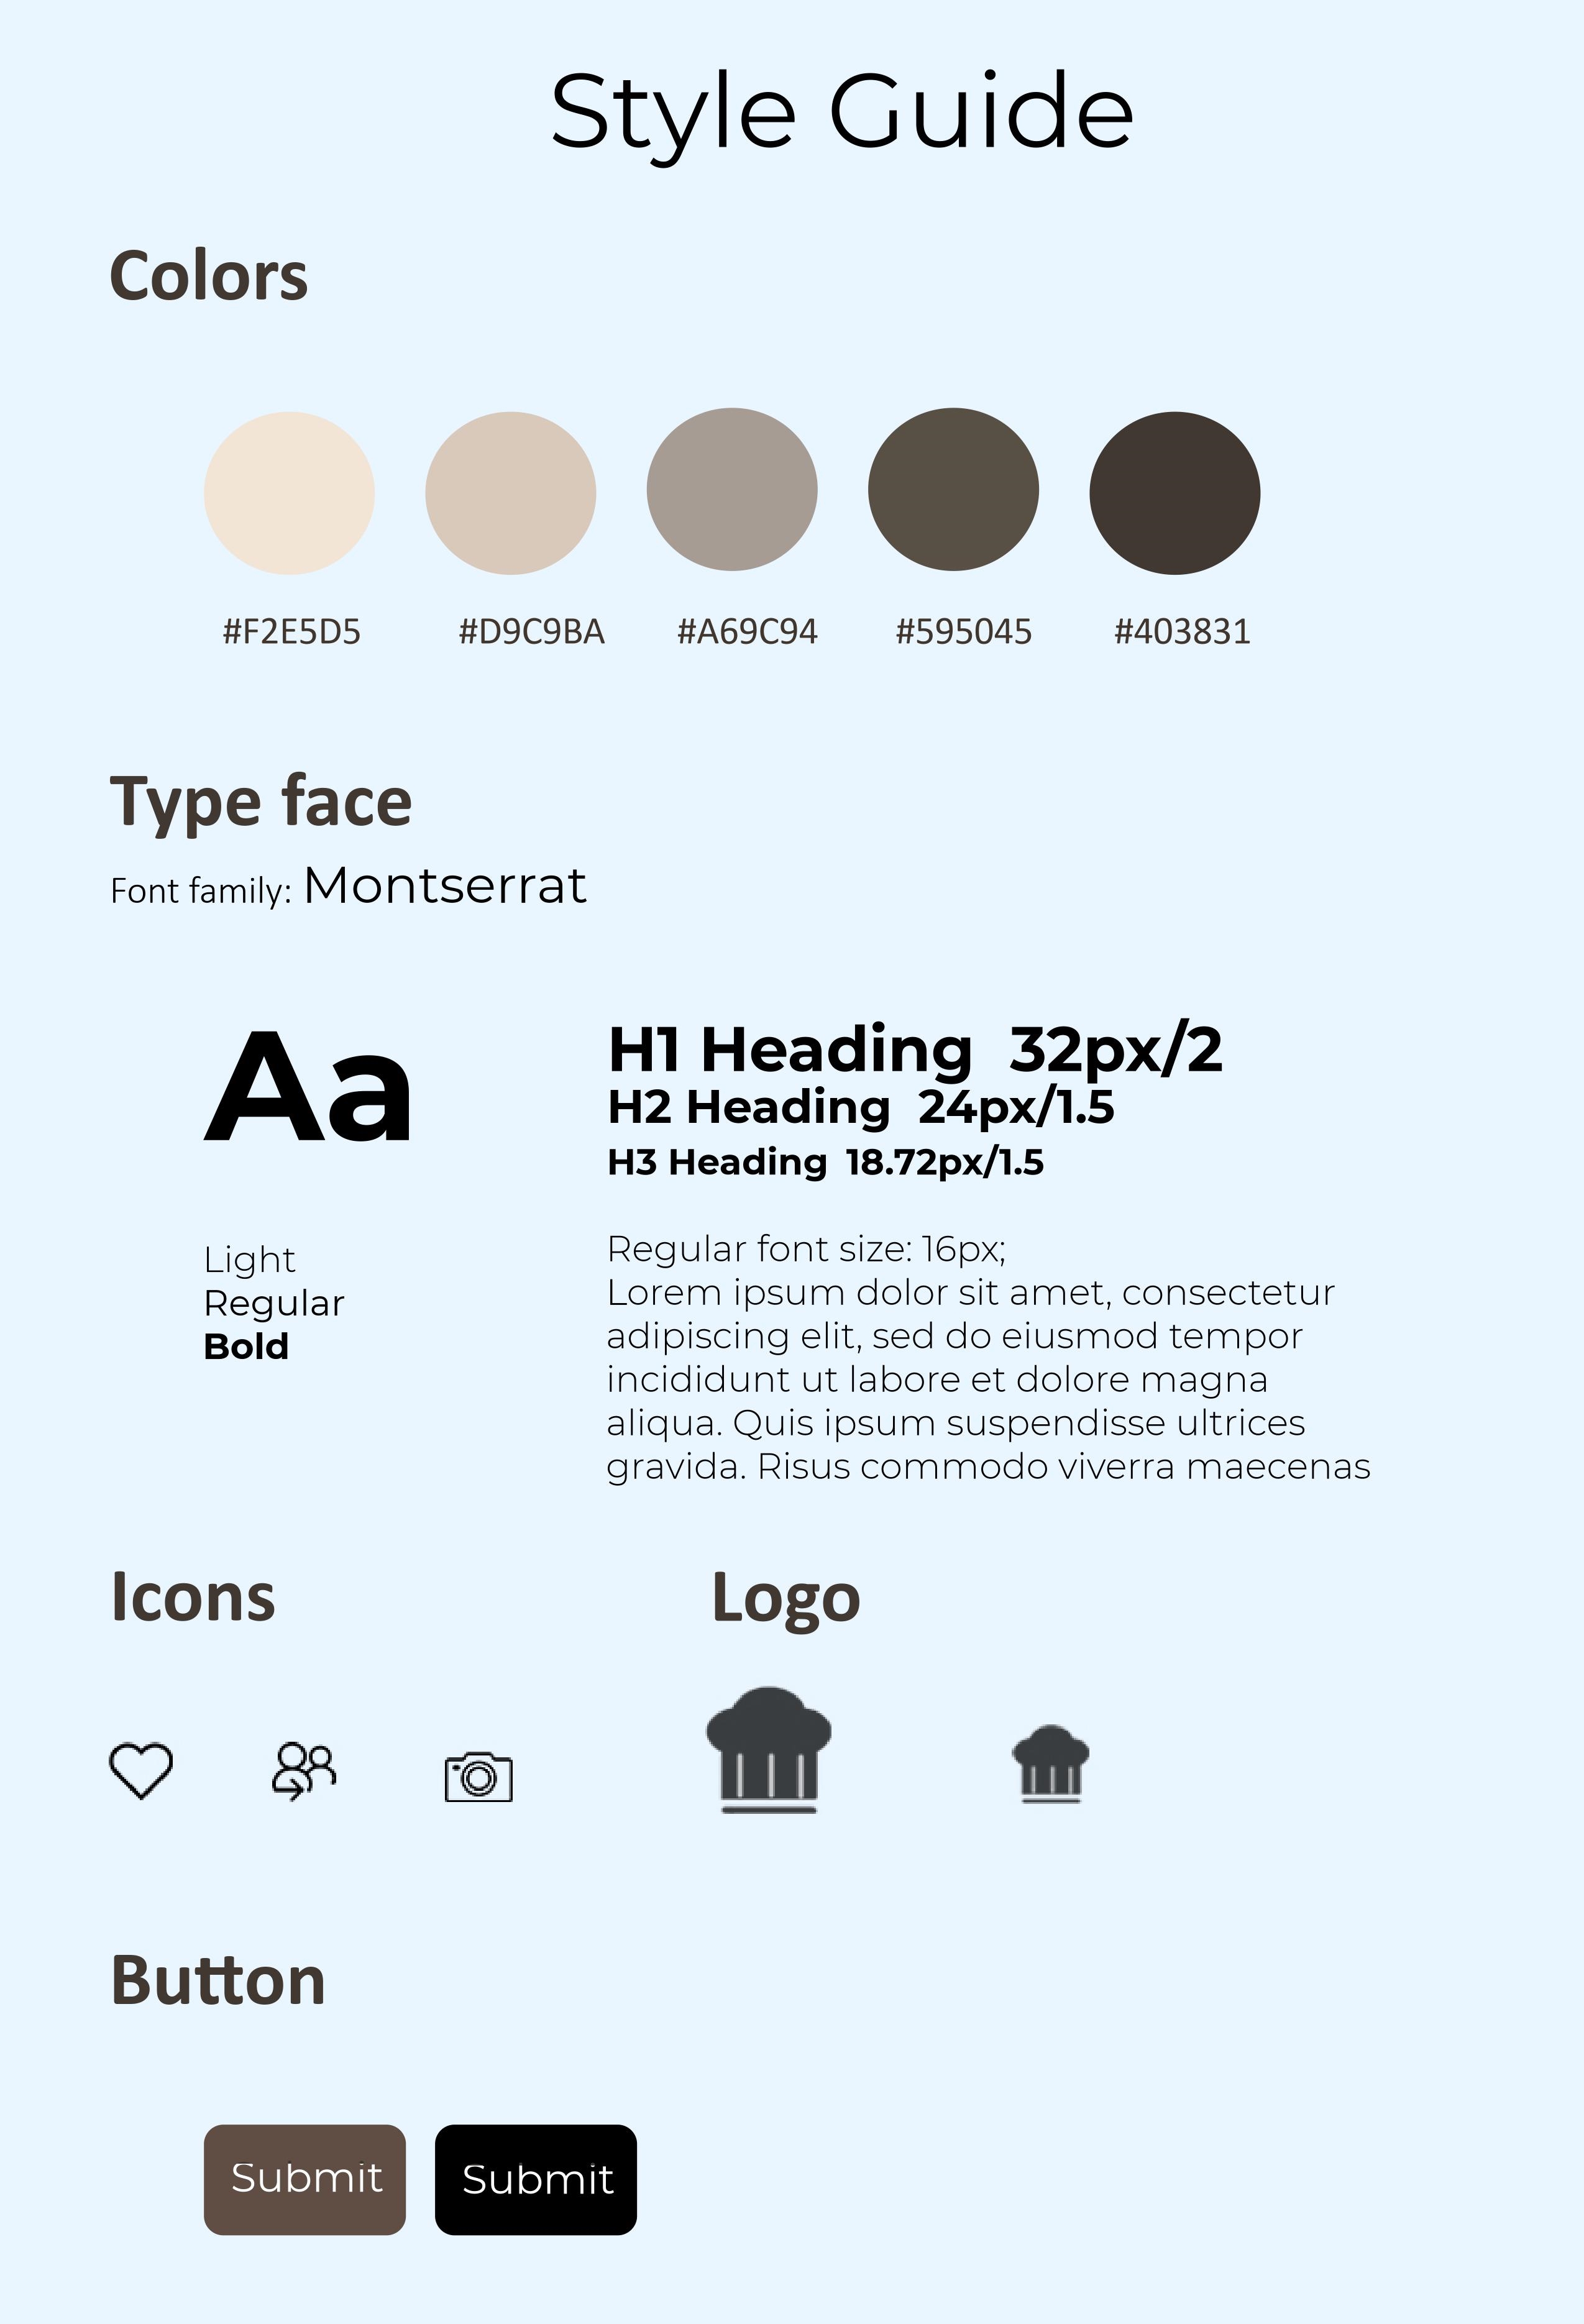 Style Guide
Colors
#F2E5D5 #D9C9BA #A69C94 #595045 #403831
Type face
Font family: Montserrat
Aa
H1 Heading 32px/2
H2 Heading 24px/1.5
H3 Heading 18.72px/1.5
Light
Regular
Bold
Regular font size: 16px;
Lorem ipsum dolor sit amet, consectetur
adipiscing elit, sed do eiusmod tempor
incididunt ut labore et dolore magna
aliqua. Quis ipsum suspendisse ultrices
gravida. Risus commodo viverra maecenas
Icons
Logo
Button
Submit Submit